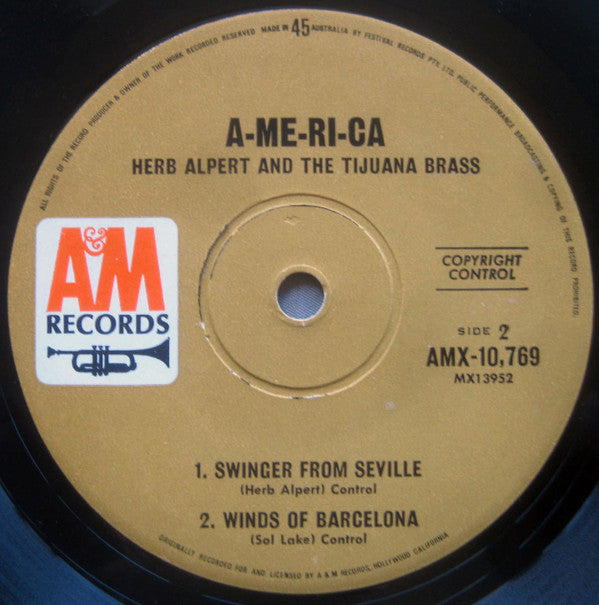 ALL RIGHTS OF THE RECORD PRODUCER & OWNER OF THE WORK RECORDED RESERVED MADE IN 45 AUSTRALIA BY FESTIVAL RECORDS PTY. LTD. PUBLIC PERFORMANCE BROADCASTING & COPYING OF THIS RECORD PROHIBITED.
A-ME-RI-CA
HERB ALPERT AND THE TIJUANA BRASS
A&M
RECORDS
COPYRIGHT
CONTROL
SIDE 2
AMX-10,769
MX13952
1. SWINGER FROM SEVILLE
(Herb Alpert) Control
2. WINDS OF BARCELONA
(Sol Lake) Control
ORIGINALLY RECORDED FOR AND LICENSED BY A & M RECORDS, HOLLYWOOD CALIFORNIA